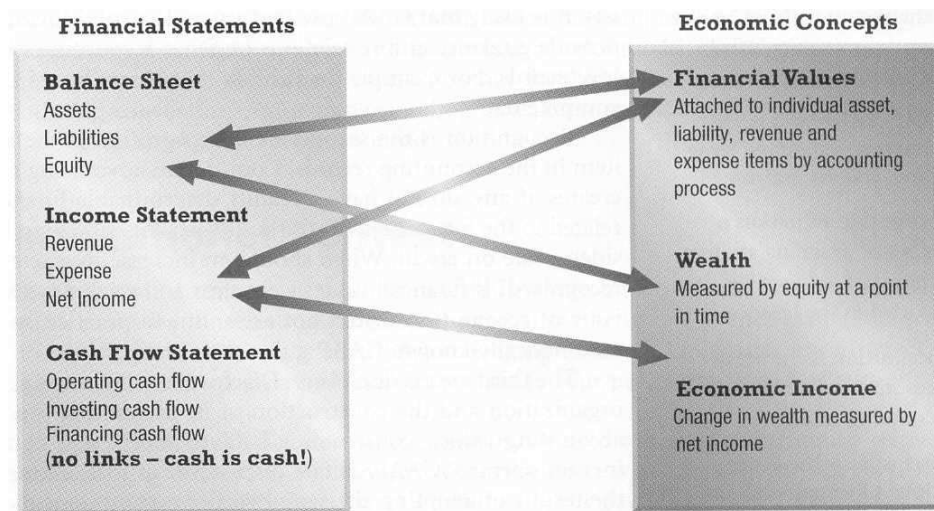 Financial Statements
Balance Sheet
Assets
Liabilities
Equity
Income Statement
Revenue
Expense
Net Income
Cash Flow Statement
Operating cash flow
Investing cash flow
Financing cash flow
(no links – cash is cash!)
Economic Concepts
Financial Values
Attached to individual asset,
liability, revenue and
expense items by accounting
process
Wealth
Measured by equity at a point
in time
Economic Income
Change in wealth measured by
net income